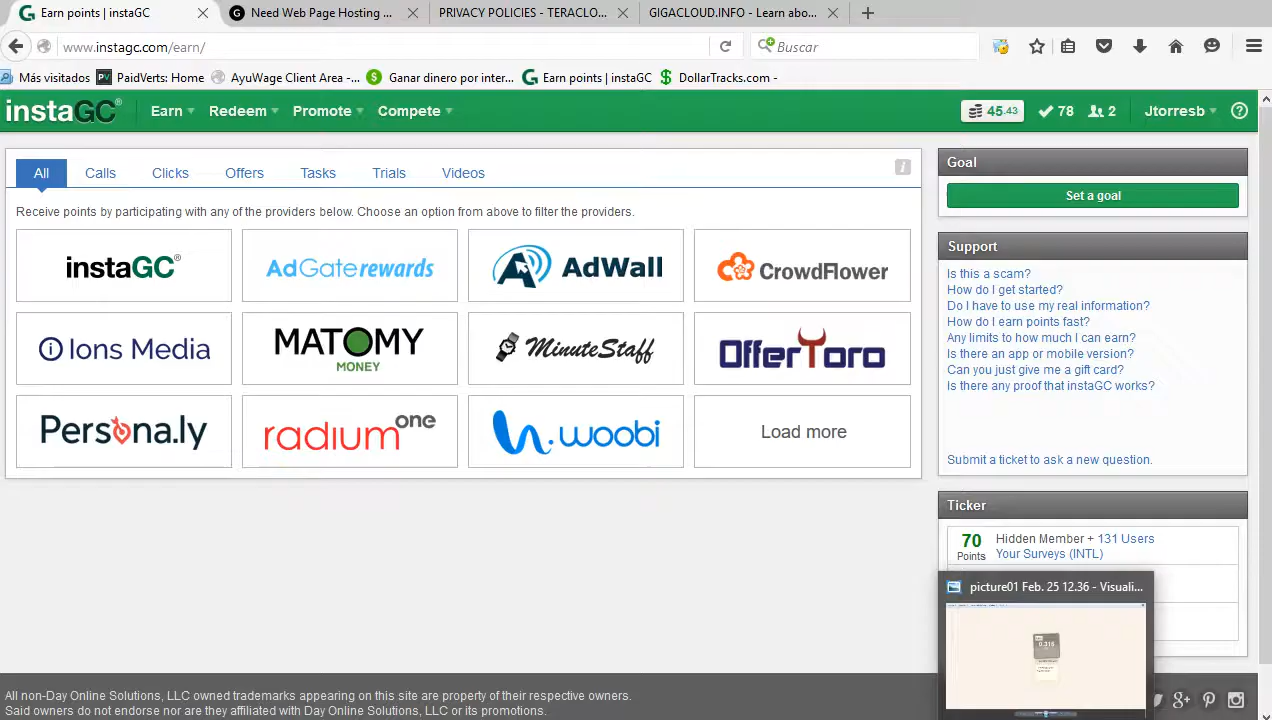 Earn points | instaGC
Need Web Page Hosting ...
PRIVACY POLICIES - TERACLO...
GIGACLOUD.INFO - Learn abo...
www.instagc.com/earn/
Buscar
Más visitados
PV
PaidVerts: Home
AyuWage Client Area -...
Ganar dinero por inter...
Earn points | instaGC
DollarTracks.com -
instaGC®
Earn
Redeem
Promote
Compete
45.43
78
2
Jtorresb
All
Calls
Clicks
Offers
Tasks
Trials
Videos
Receive points by participating with any of the providers below. Choose an option from above to filter the providers.
instaGC®
AdGate rewards
AdWall
CrowdFlower
Ions Media
MATOMY
MONEY
MinuteStaff
OfferToro
Persona.ly
radiumone
woobi
Load more
Goal
Set a goal
Support
Is this a scam?
How do I get started?
Do I have to use my real information?
How do I earn points fast?
Any limits to how much I can earn?
Is there an app or mobile version?
Can you just give me a gift card?
Is there any proof that instaGC works?
Submit a ticket to ask a new question.
Ticker
70
Points
Hidden Member + 131 Users
Your Surveys (INTL)
picture01 Feb. 25 12.36 - Visuali...
0.315
All non-Day Online Solutions, LLC owned trademarks appearing on this site are property of their respective owners.
Said owners do not endorse nor are they affiliated with Day Online Solutions, LLC or its promotions.